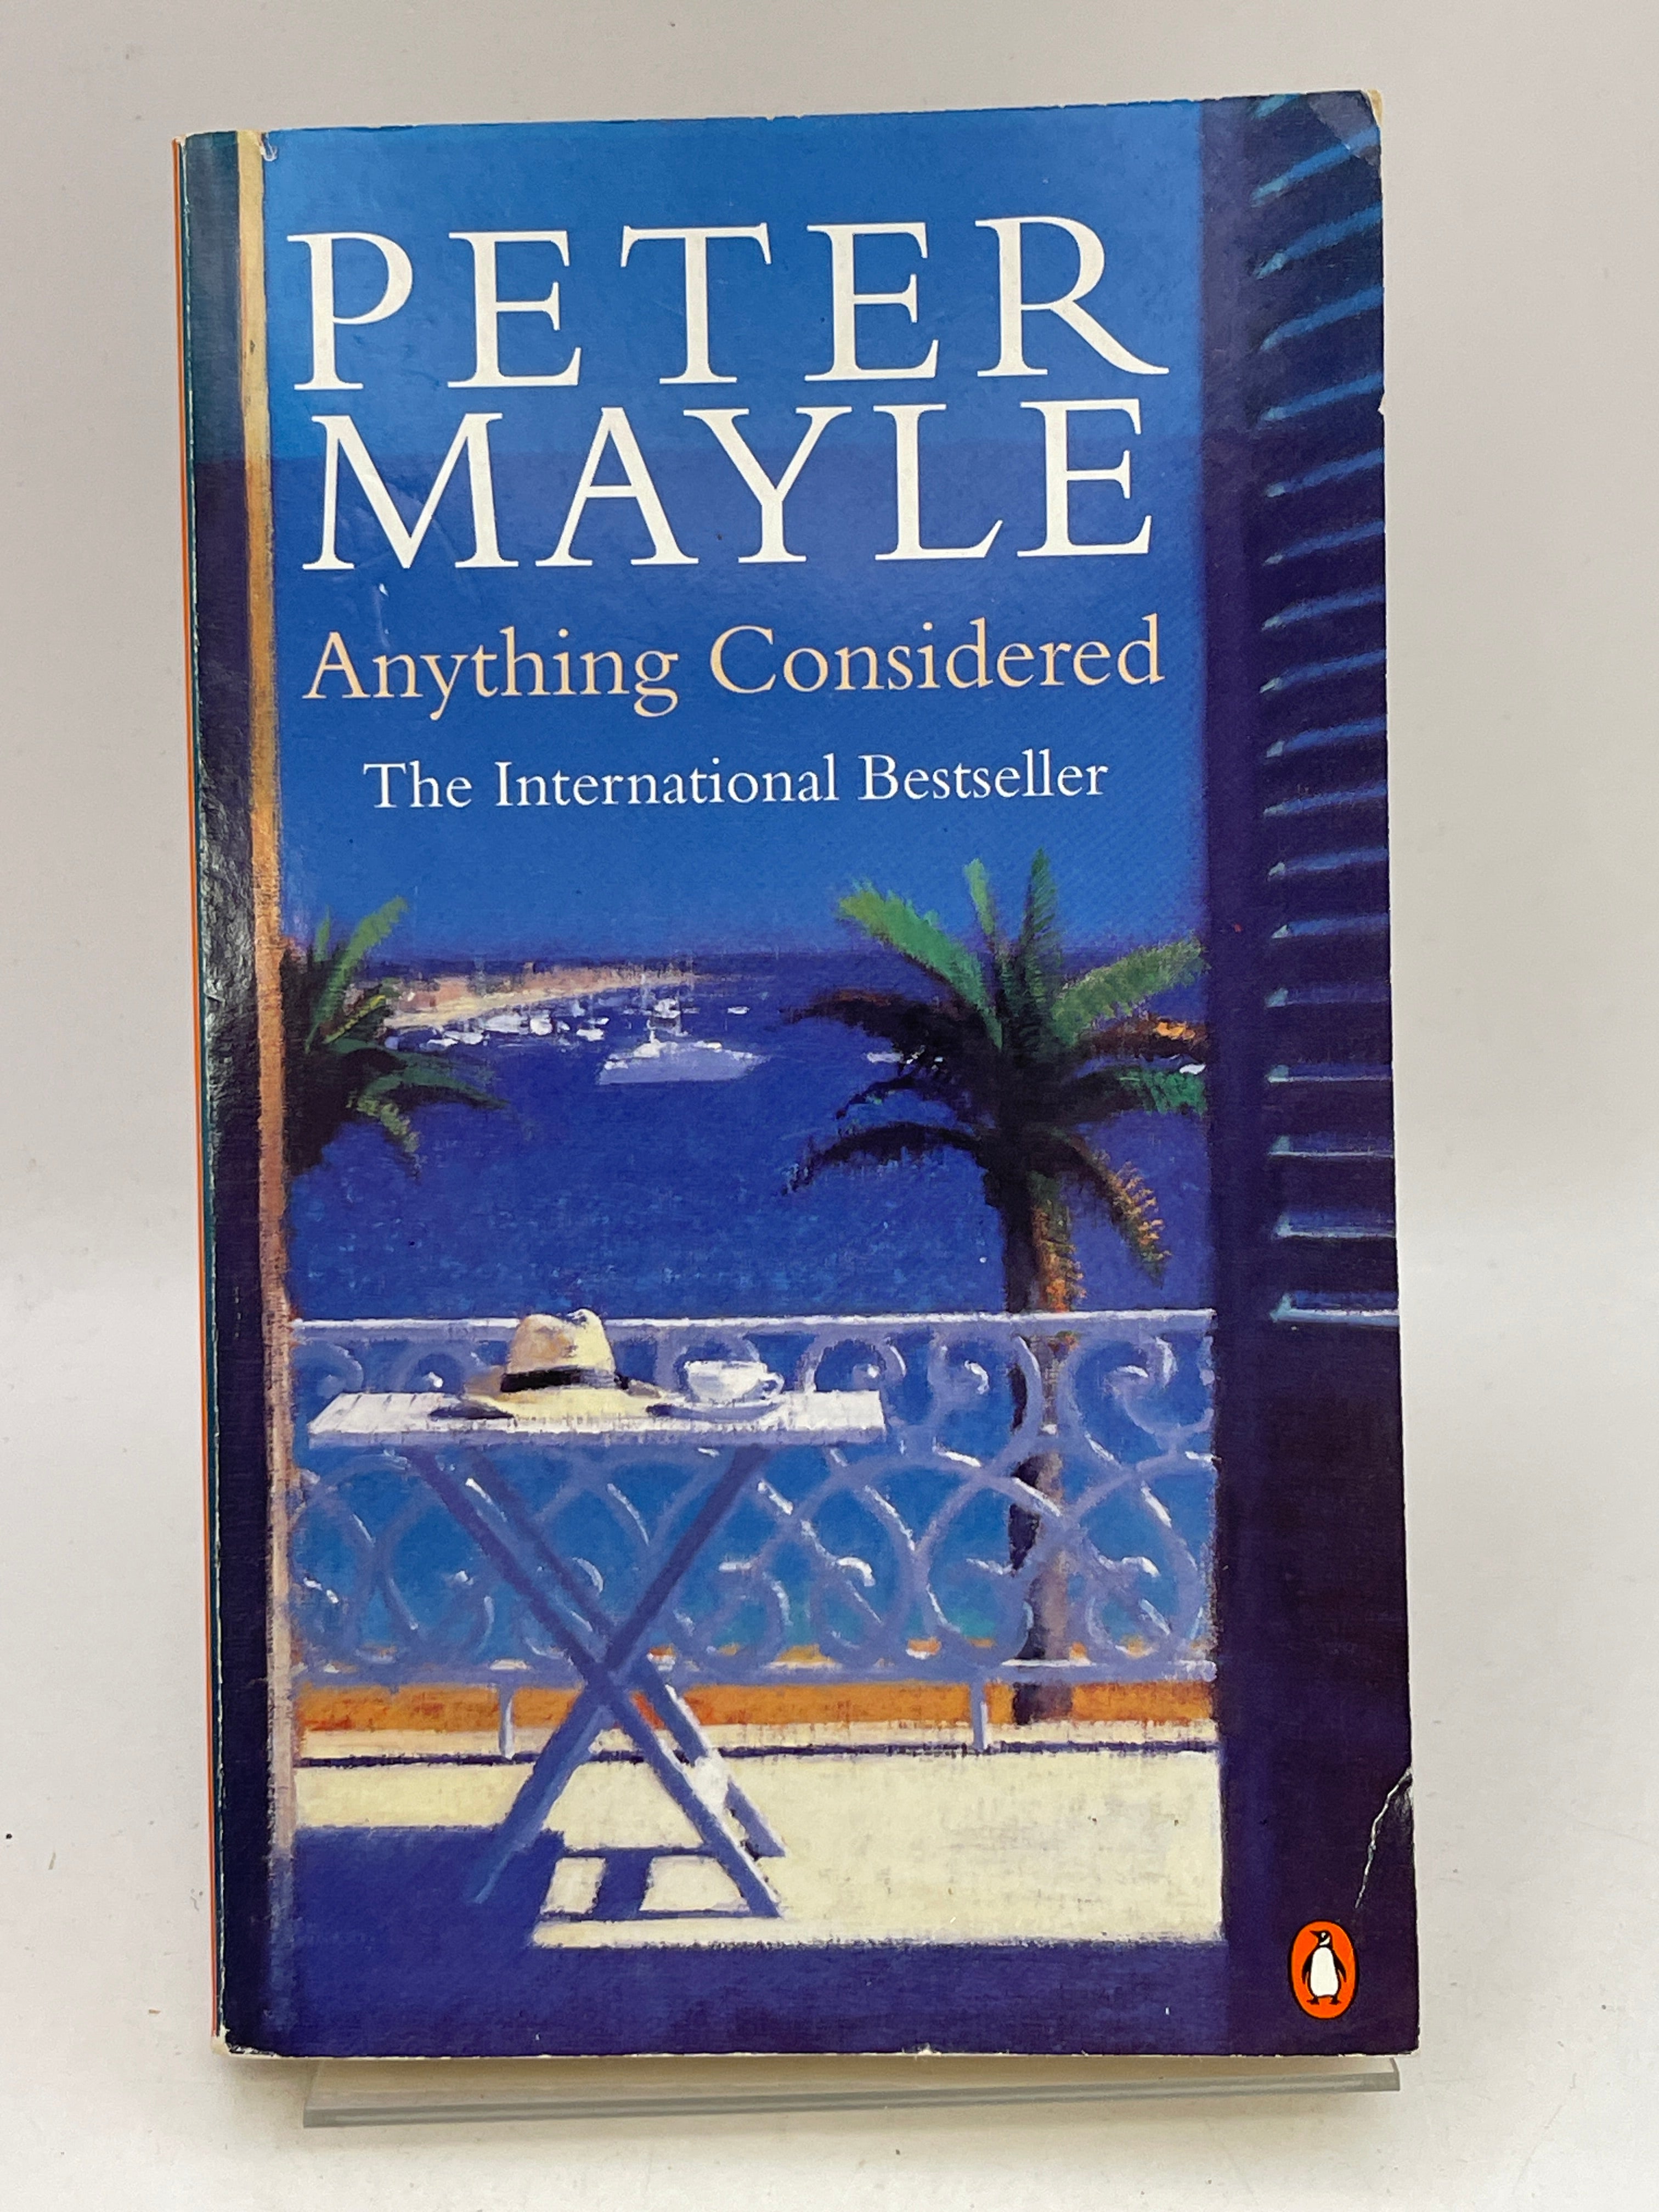 PETER
MAYLE
Anything Considered
The International Bestseller